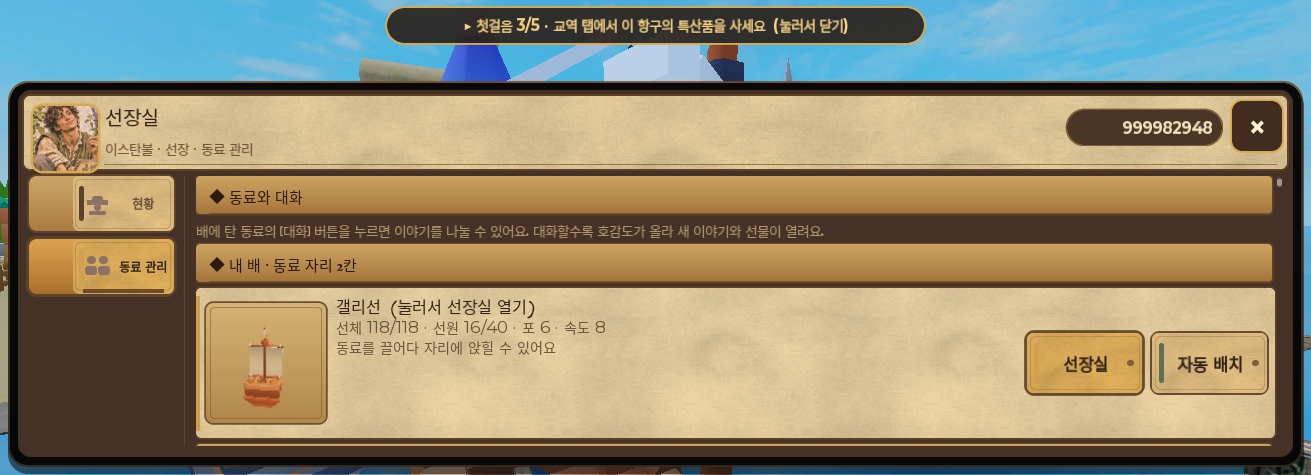 ▸ 첫걸음 3/5 · 교역 탭에서 이 항구의 특산품을 사세요 (눌러서 닫기)
선장실
이스탄불 · 선장 · 동료 관리
999982948
×
현황
동료 관리
◆ 동료와 대화
배에 탄 동료의 [대화] 버튼을 누르면 이야기를 나눌 수 있어요. 대화할수록 호감도가 올라 새 이야기와 선물이 열려요.
◆ 내 배 · 동료 자리 2칸
갤리선 (눌러서 선장실 열기)
선체 118/118 · 선원 16/40 · 포 6 · 속도 8
동료를 끌어다 자리에 앉힐 수 있어요
선장실
자동 배치